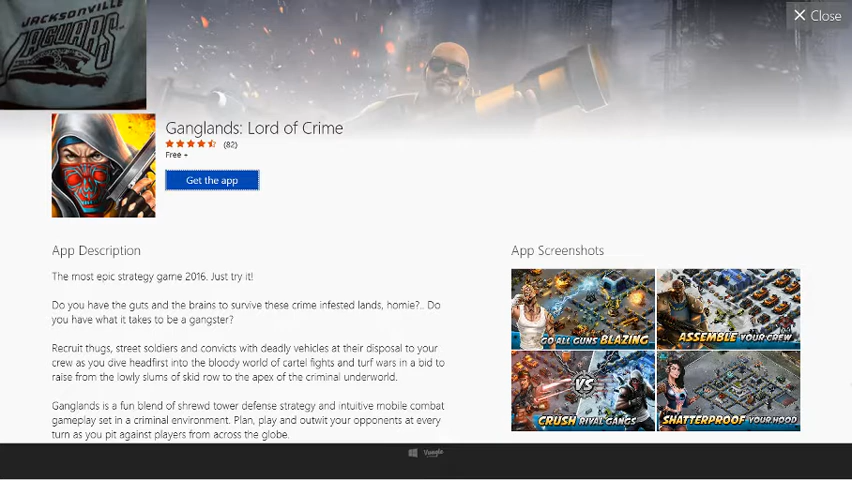 JACKSONVILLE
JAGUARS
Close
Ganglands: Lord of Crime
(82)
Free +
Get the app
App Description
App Screenshots
The most epic strategy game 2016. Just try it!
Do you have the guts and the brains to survive these crime infested lands, homie?.. Do
you have what it takes to be a gangster?
Recruit thugs, street soldiers and convicts with deadly vehicles at their disposal to your
crew as you dive headfirst into the bloody world of cartel fights and turf wars in a bid to
raise from the lowly slums of skid row to the apex of the criminal underworld.
Ganglands is a fun blend of shrewd tower defense strategy and intuitive mobile combat
gameplay set in a criminal environment. Plan, play and outwit your opponents at every
turn as you pit against players from across the globe.
GO ALL GUNS BLAZING
ASSEMBLE YOUR CREW
VS
CRUSH RIVAL GANGS
SHATTERPROOF YOUR HOOD
Vungle